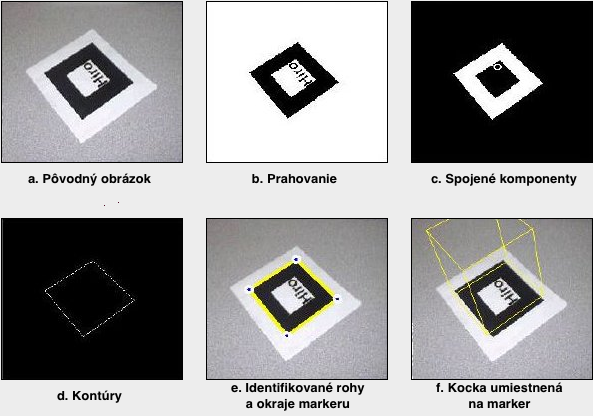 Hiro
Hiro
a. Pôvodný obrázok
b. Prahovanie
c. Spojené komponenty
Hiro
Hiro
d. Kontúry
e. Identifikované rohy
a okraje markeru
f. Kocka umiestnená
na marker